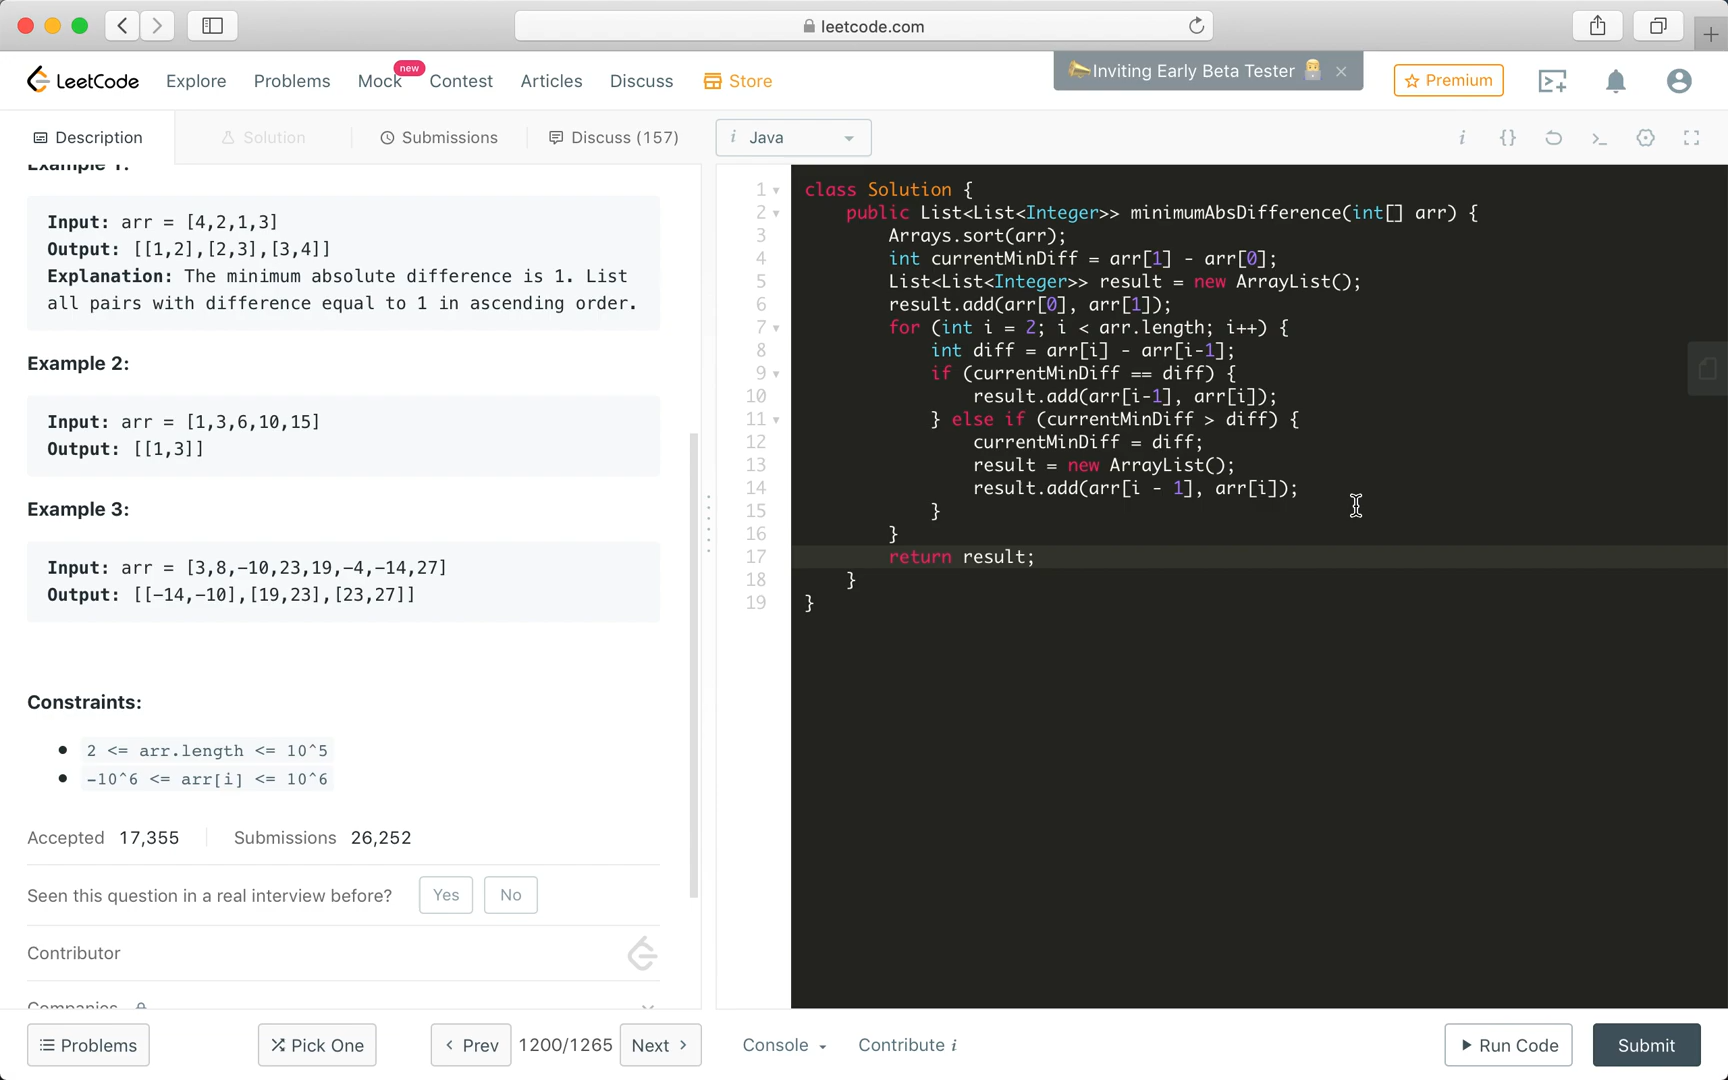 leetcode.com
LeetCode Explore Problems Mock new Contest Articles Discuss Store Inviting Early Beta Tester × Premium
Description Solution Submissions Discuss (157) i Java i {} >_
Example 1:
Input: arr = [4,2,1,3]
Output: [[1,2],[2,3],[3,4]]
Explanation: The minimum absolute difference is 1. List
all pairs with difference equal to 1 in ascending order.
Example 2:
Input: arr = [1,3,6,10,15]
Output: [[1,3]]
Example 3:
Input: arr = [3,8,-10,23,19,-4,-14,27]
Output: [[-14,-10],[19,23],[23,27]]
Constraints:
2 <= arr.length <= 10^5
-10^6 <= arr[i] <= 10^6
Accepted 17,355 Submissions 26,252
Seen this question in a real interview before? Yes No
Contributor
Companies
1 class Solution {
2 public List<List<Integer>> minimumAbsDifference(int[] arr) {
3 Arrays.sort(arr);
4 int currentMinDiff = arr[1] - arr[0];
5 List<List<Integer>> result = new ArrayList();
6 result.add(arr[0], arr[1]);
7 for (int i = 2; i < arr.length; i++) {
8 int diff = arr[i] - arr[i-1];
9 if (currentMinDiff == diff) {
10 result.add(arr[i-1], arr[i]);
11 } else if (currentMinDiff > diff) {
12 currentMinDiff = diff;
13 result = new ArrayList();
14 result.add(arr[i - 1], arr[i]);
15 }
16 }
17 return result;
18 }
19 }
Problems Pick One < Prev 1200/1265 Next > Console Contribute i Run Code Submit